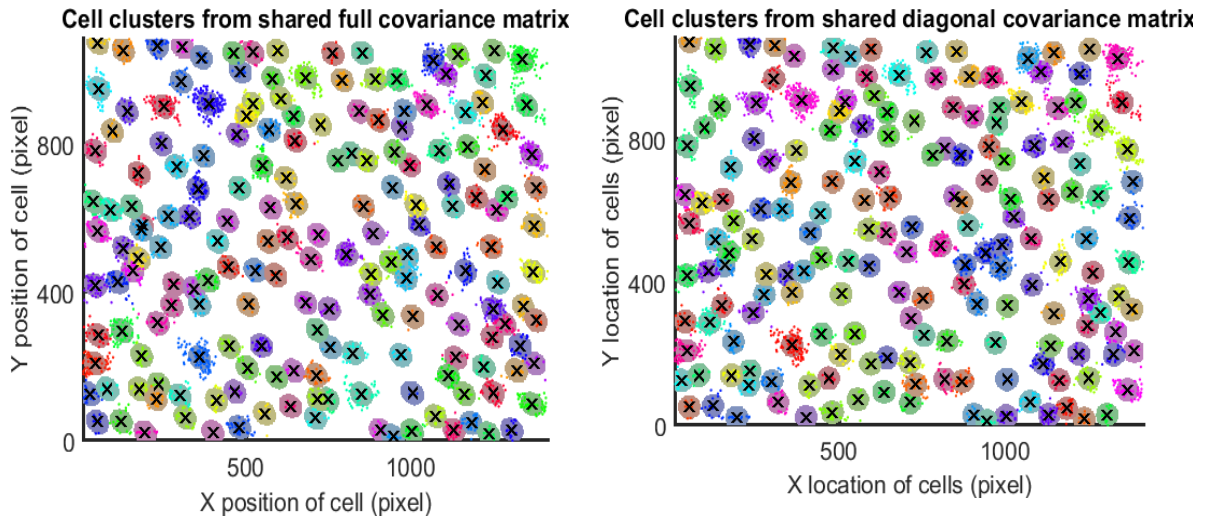 Cell clusters from shared full covariance matrix
Y position of cell (pixel)
800
400
0
500
1000
X position of cell (pixel)
Cell clusters from shared diagonal covariance matrix
Y location of cells (pixel)
800
400
0
500
1000
X location of cells (pixel)